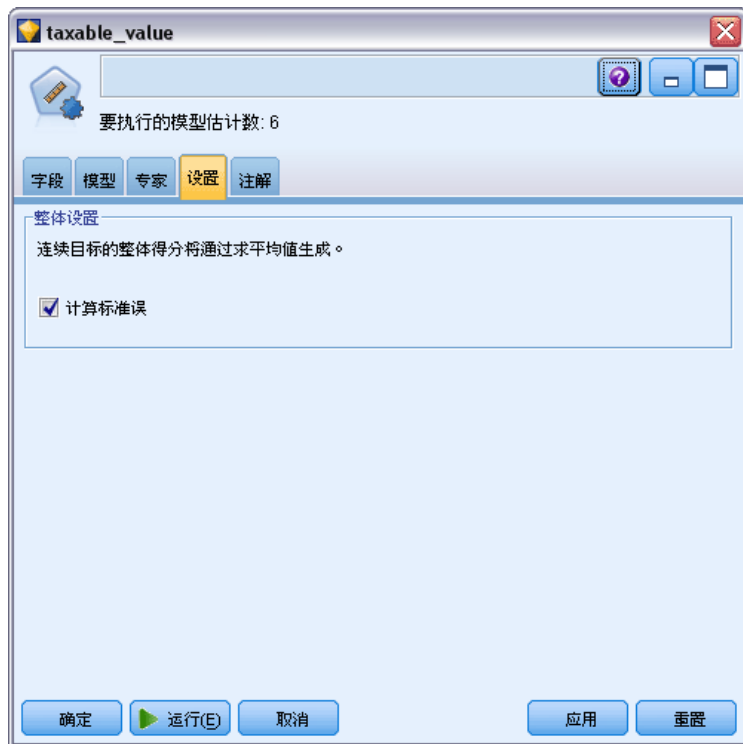 taxable_value
要执行的模型估计数: 6
字段 模型 专家 设置 注解
整体设置
连续目标的整体得分将通过求平均值生成。
计算标准误
确定 运行(E) 取消 应用 重置